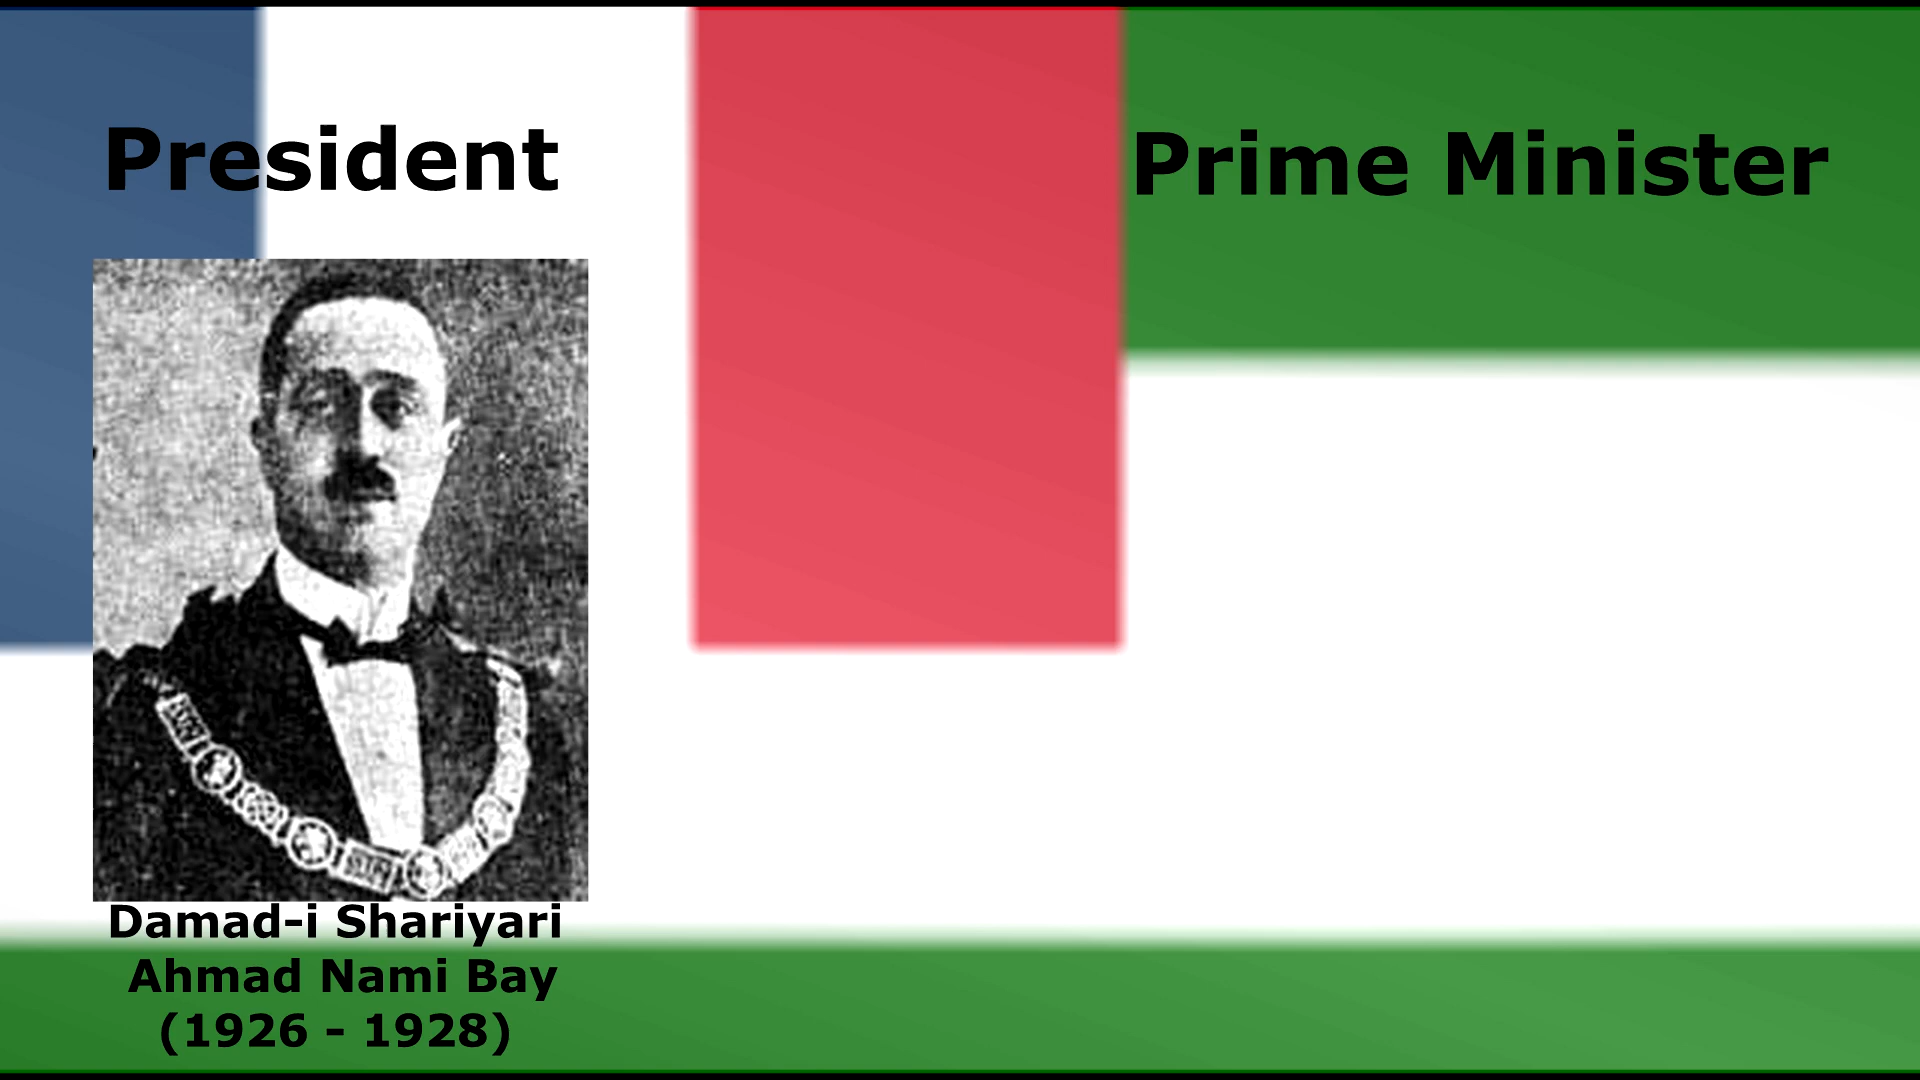 President
Prime Minister
Damad-i Shariyari
Ahmad Nami Bay
(1926 - 1928)